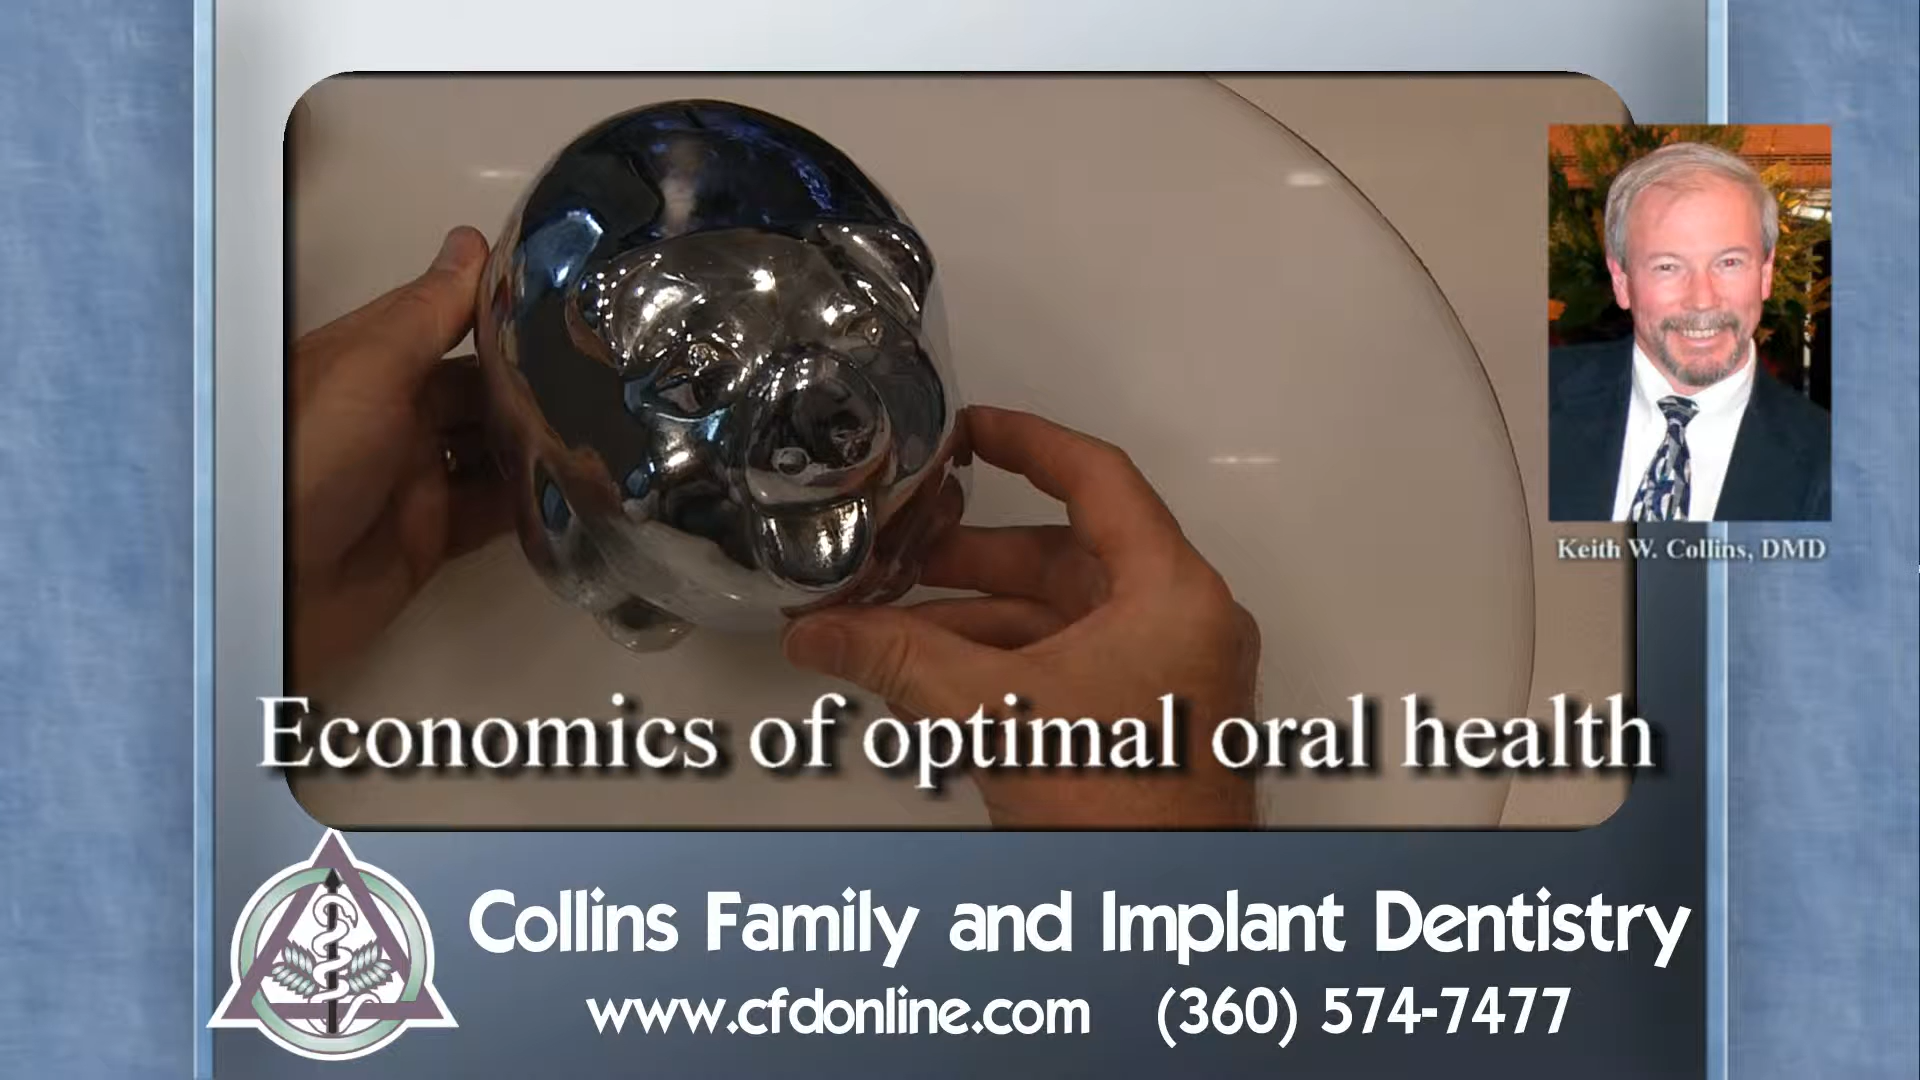 Keith W. Collins, DMD
Economics of optimal oral health
Collins Family and Implant Dentistry
www.cfdonline.com (360) 574-7477